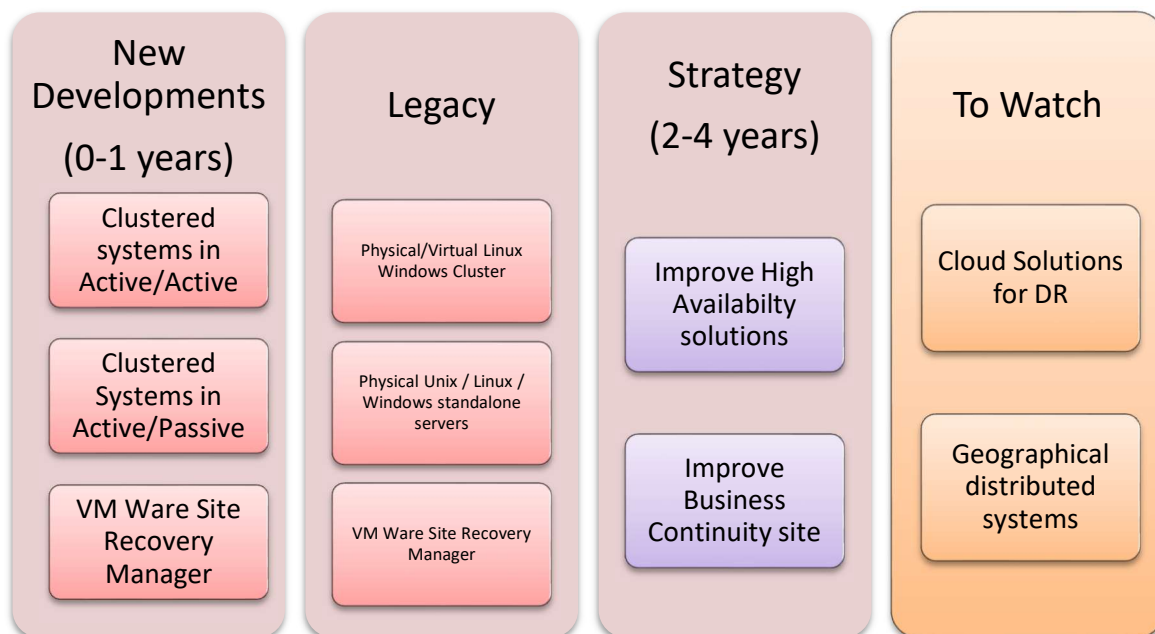 New
Developments
(0-1 years)
Clustered
systems in
Active/Active
Clustered
Systems in
Active/Passive
VM Ware Site
Recovery
Manager
Legacy
Physical/Virtual Linux
Windows Cluster
Physical Unix / Linux /
Windows standalone
servers
VM Ware Site Recovery
Manager
Strategy
(2-4 years)
Improve High
Availabilty
solutions
Improve
Business
Continuity site
To Watch
Cloud Solutions
for DR
Geographical
distributed
systems